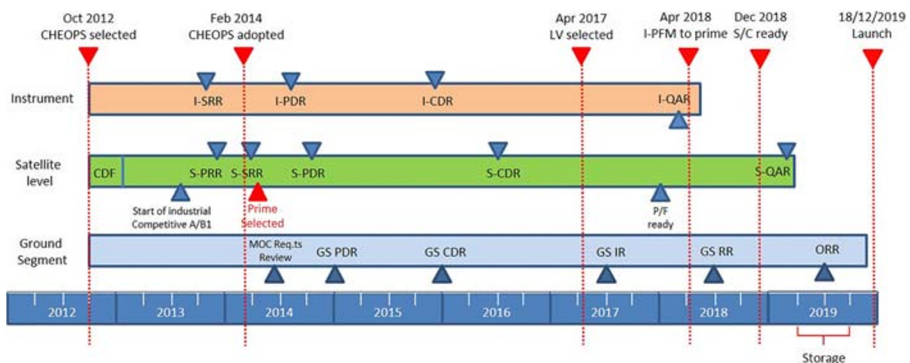 Oct 2012
CHEOPS selected
Feb 2014
CHEOPS adopted
Apr 2017
LV selected
Apr 2018
I-PFM to prime
Dec 2018
S/C ready
18/12/2019
Launch
Instrument
I-SRR
I-PDR
I-CDR
I-QAR
Satellite
level
CDF
S-PRR
S-SRR
S-PDR
S-CDR
S-QAR
Start of industrial
Competitive A/B1
Prime
Selected
P/F
ready
Ground
Segment
MOC Req.ts
Review
GS PDR
GS CDR
GS IR
GS RR
ORR
2012
2013
2014
2015
2016
2017
2018
2019
Storage